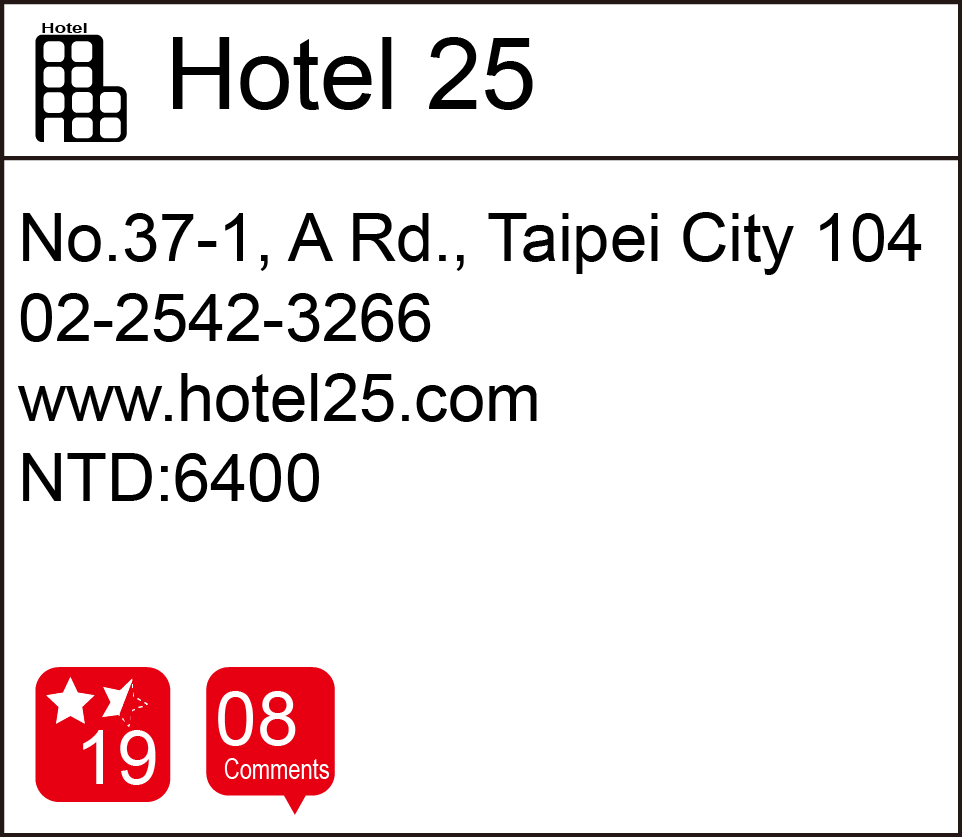 Hotel
Hotel 25
No.37-1, A Rd., Taipei City 104
02-2542-3266
www.hotel25.com
NTD:6400
19
08
Comments